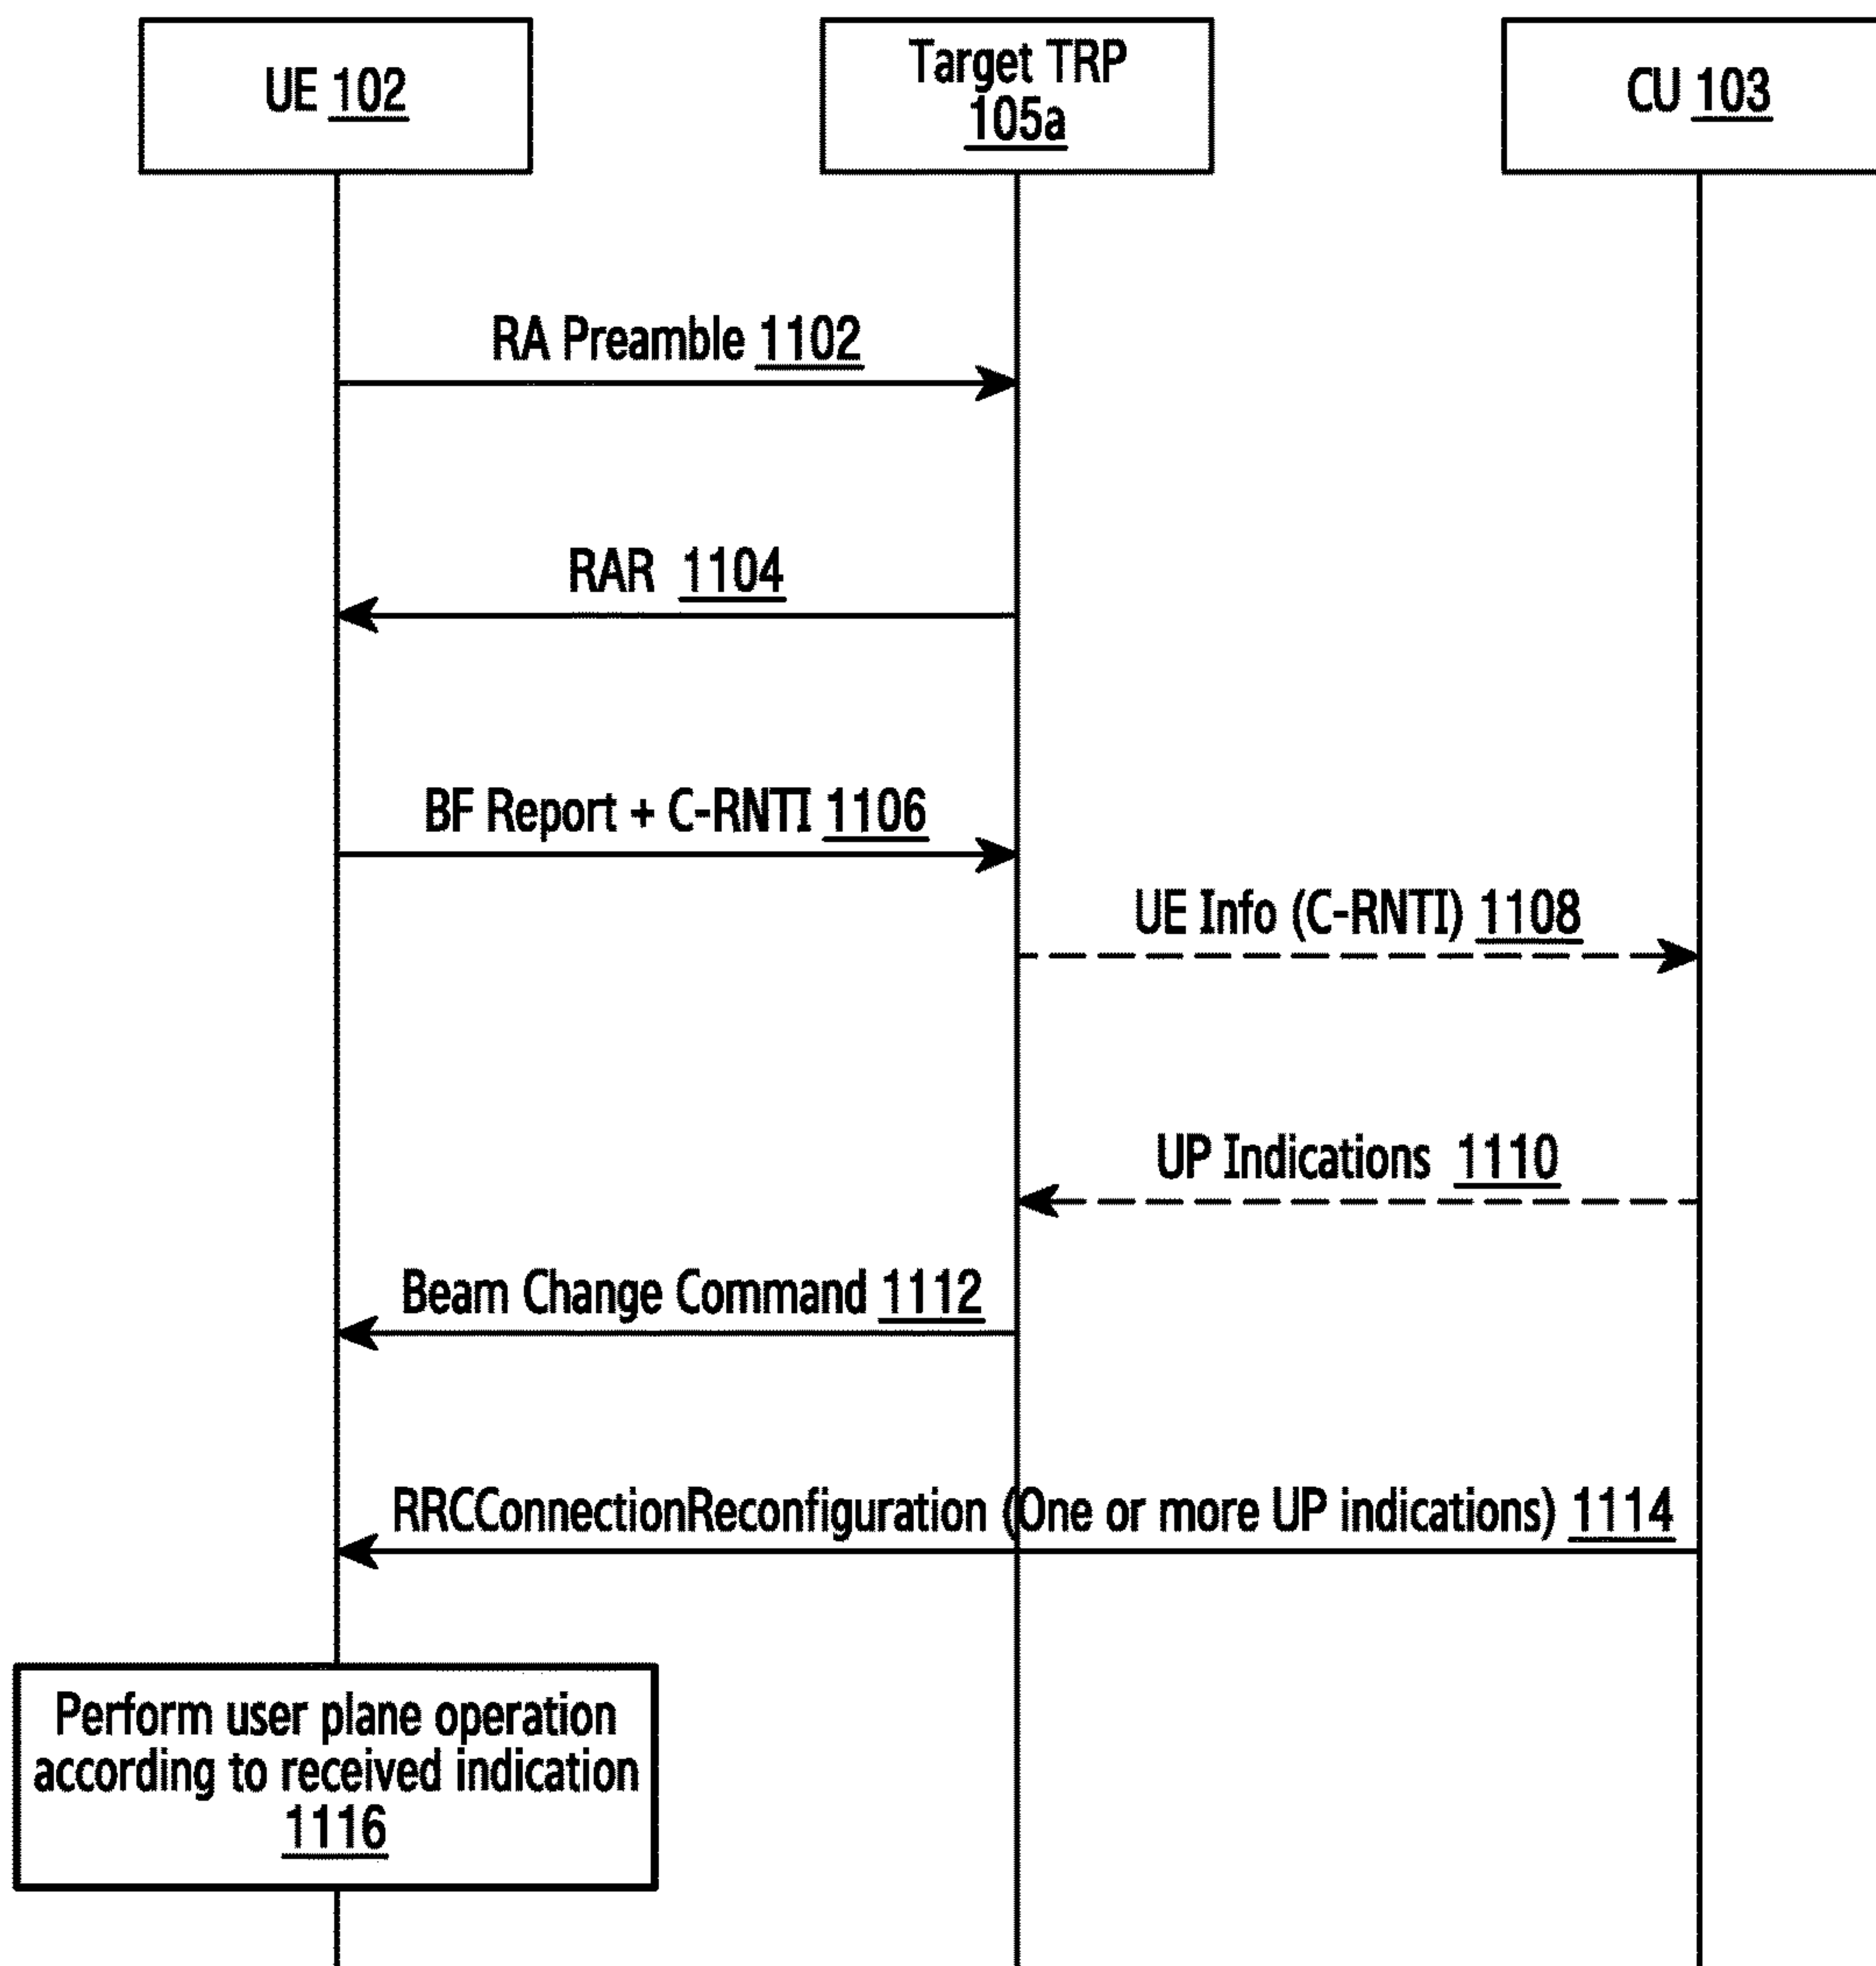 UE 102
Target TRP
105a
CU 103
RA Preamble 1102
RAR 1104
BF Report + C-RNTI 1106
UE Info (C-RNTI) 1108
UP Indications 1110
Beam Change Command 1112
RRCConnectionReconfiguration (One or more UP indications) 1114
Perform user plane operation
according to received indication
1116